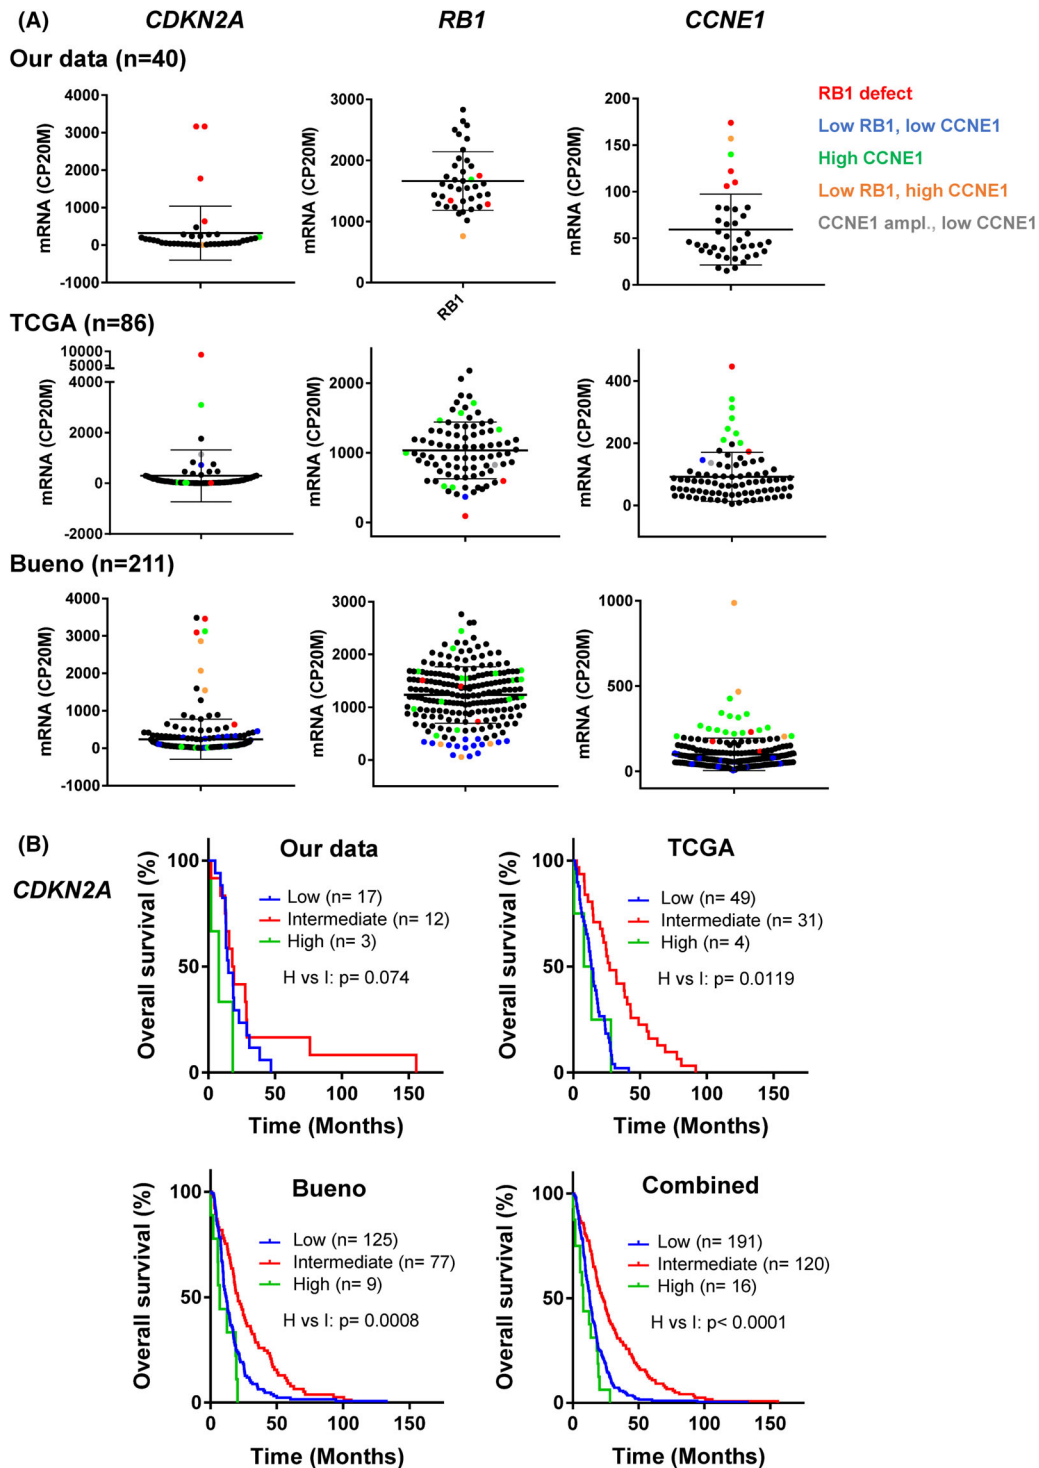 (A)
CDKN2A
RB1
CCNE1
Our data (n=40)
mRNA (CP20M)
4000
3000
2000
1000
0
-1000
mRNA (CP20M)
3000
2000
1000
0
RB1
mRNA (CP20M)
200
150
100
50
0
RB1 defect
Low RB1, low CCNE1
High CCNE1
Low RB1, high CCNE1
CCNE1 ampl., low CCNE1
TCGA (n=86)
mRNA (CP20M)
10000
5000
4000
2000
0
-2000
mRNA (CP20M)
2000
1000
0
mRNA (CP20M)
400
200
0
Bueno (n=211)
mRNA (CP20M)
4000
3000
2000
1000
0
-1000
mRNA (CP20M)
3000
2000
1000
0
mRNA (CP20M)
1000
500
0
(B)
CDKN2A
Our data
Overall survival (%)
100
50
0
Low (n= 17)
Intermediate (n= 12)
High (n= 3)
H vs I: p= 0.074
0 50 100 150
Time (Months)
TCGA
Overall survival (%)
100
50
0
Low (n= 49)
Intermediate (n= 31)
High (n= 4)
H vs I: p= 0.0119
0 50 100 150
Time (Months)
Bueno
Overall survival (%)
100
50
0
Low (n= 125)
Intermediate (n= 77)
High (n= 9)
H vs I: p= 0.0008
0 50 100 150
Time (Months)
Combined
Overall survival (%)
100
50
0
Low (n= 191)
Intermediate (n= 120)
High (n= 16)
H vs I: p< 0.0001
0 50 100 150
Time (Months)